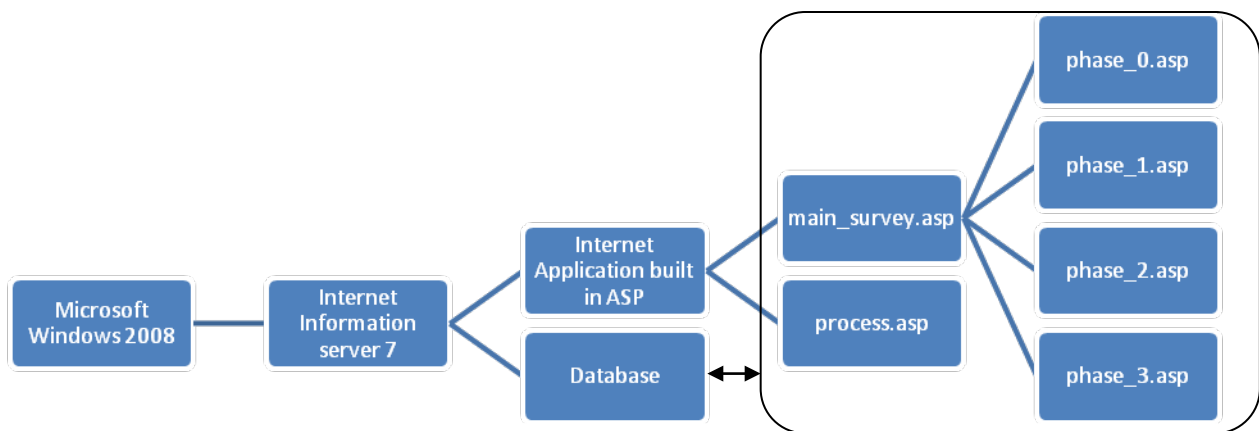 Microsoft
Windows 2008
Internet
Information
server 7
Internet
Application built
in ASP
Database
main_survey.asp
process.asp
phase_0.asp
phase_1.asp
phase_2.asp
phase_3.asp